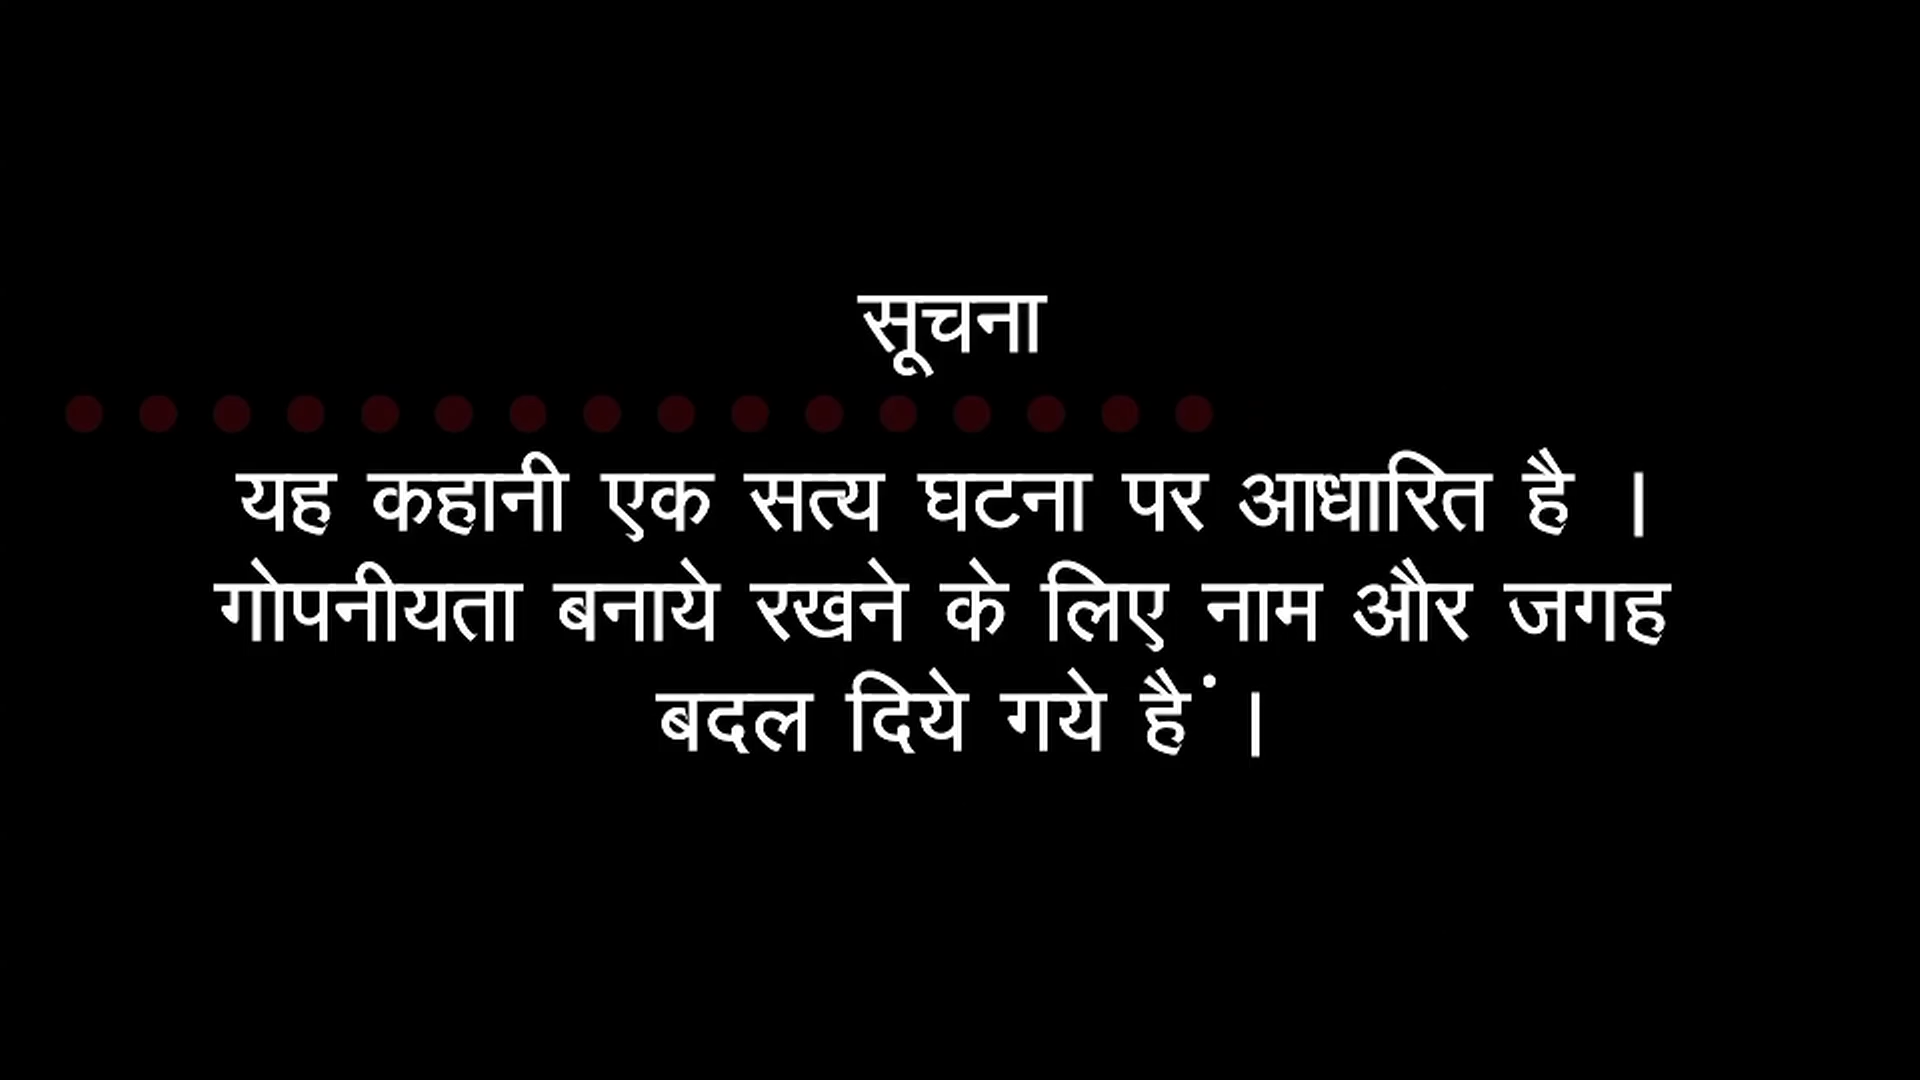 सूचना
यह कहानी एक सत्य घटना पर आधारित है ।
गोपनीयता बनाये रखने के लिए नाम और जगह
बदल दिये गये हैं ।